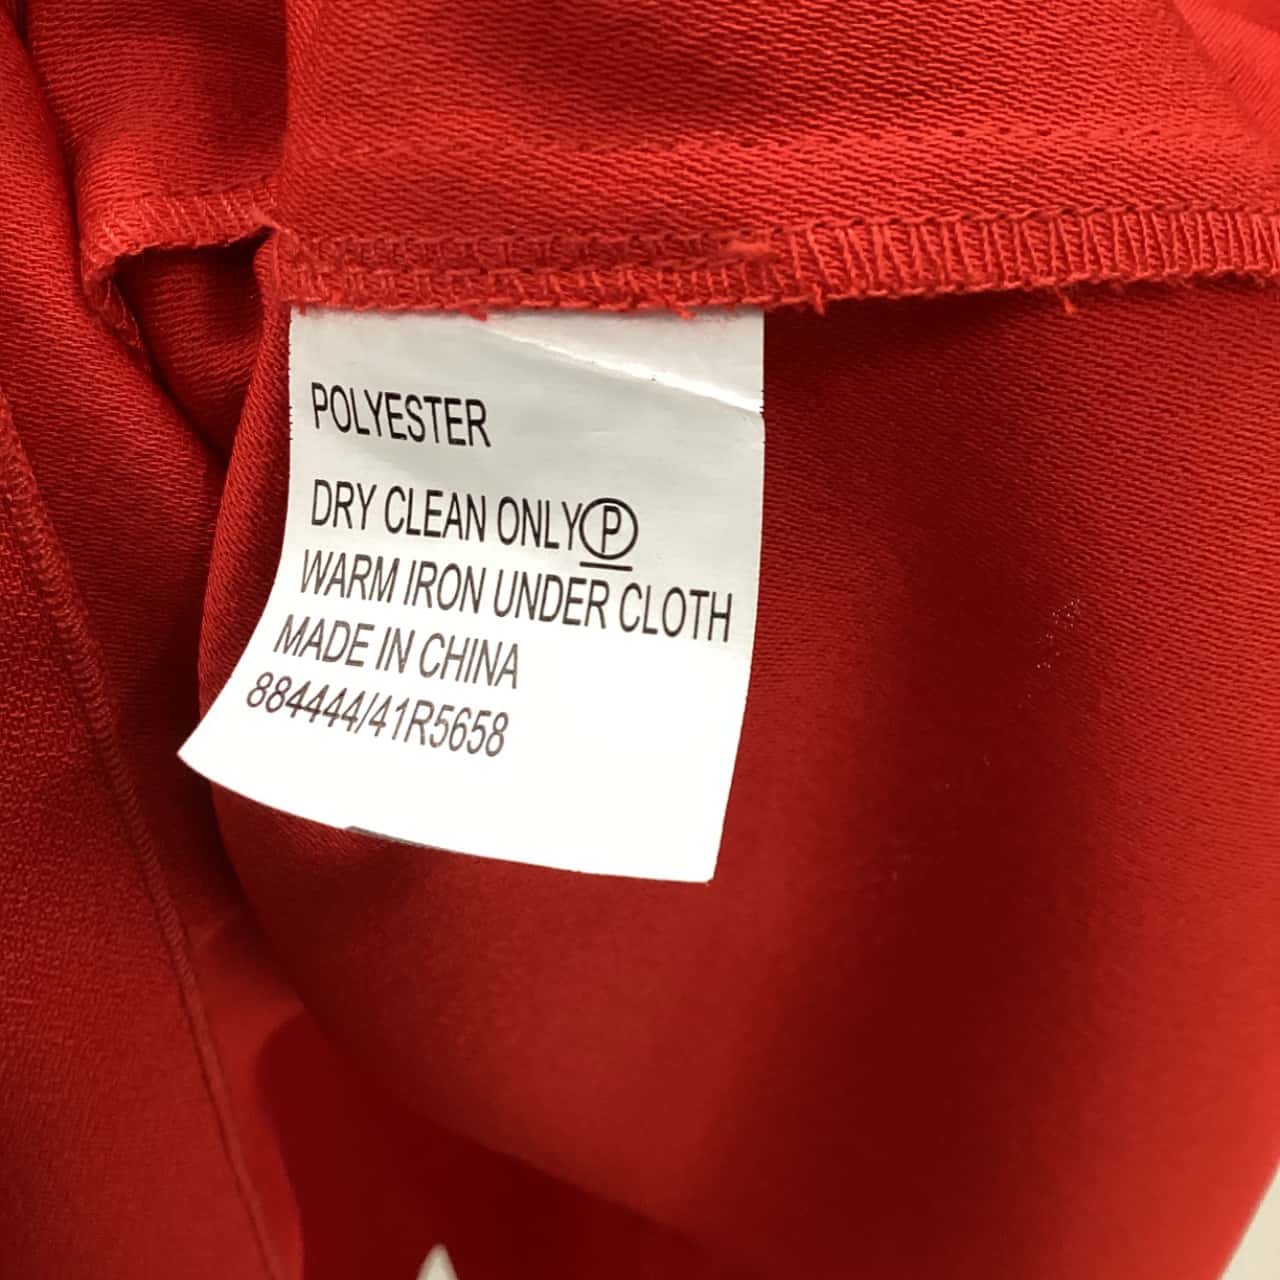 POLYESTER
DRY CLEAN ONLY Ⓟ
WARM IRON UNDER CLOTH
MADE IN CHINA
884444/41R5658